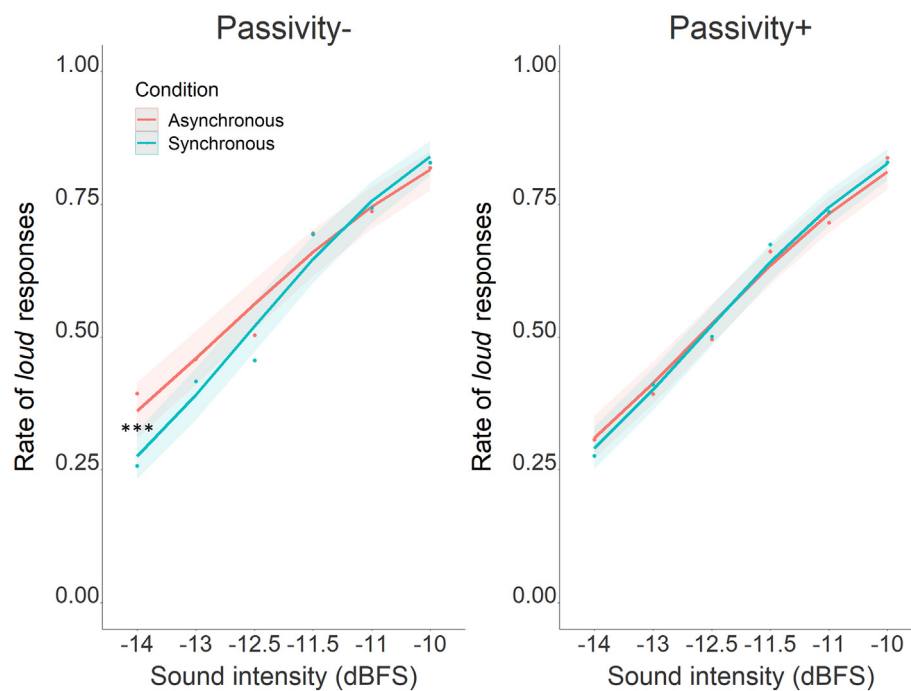 Passivity-
Passivity+
Rate of loud responses
1.00
0.75
0.50
0.25
0.00
Condition
Asynchronous
Synchronous
***
-14 -13 -12.5 -11.5 -11 -10
Sound intensity (dBFS)
Rate of loud responses
1.00
0.75
0.50
0.25
0.00
-14 -13 -12.5 -11.5 -11 -10
Sound intensity (dBFS)